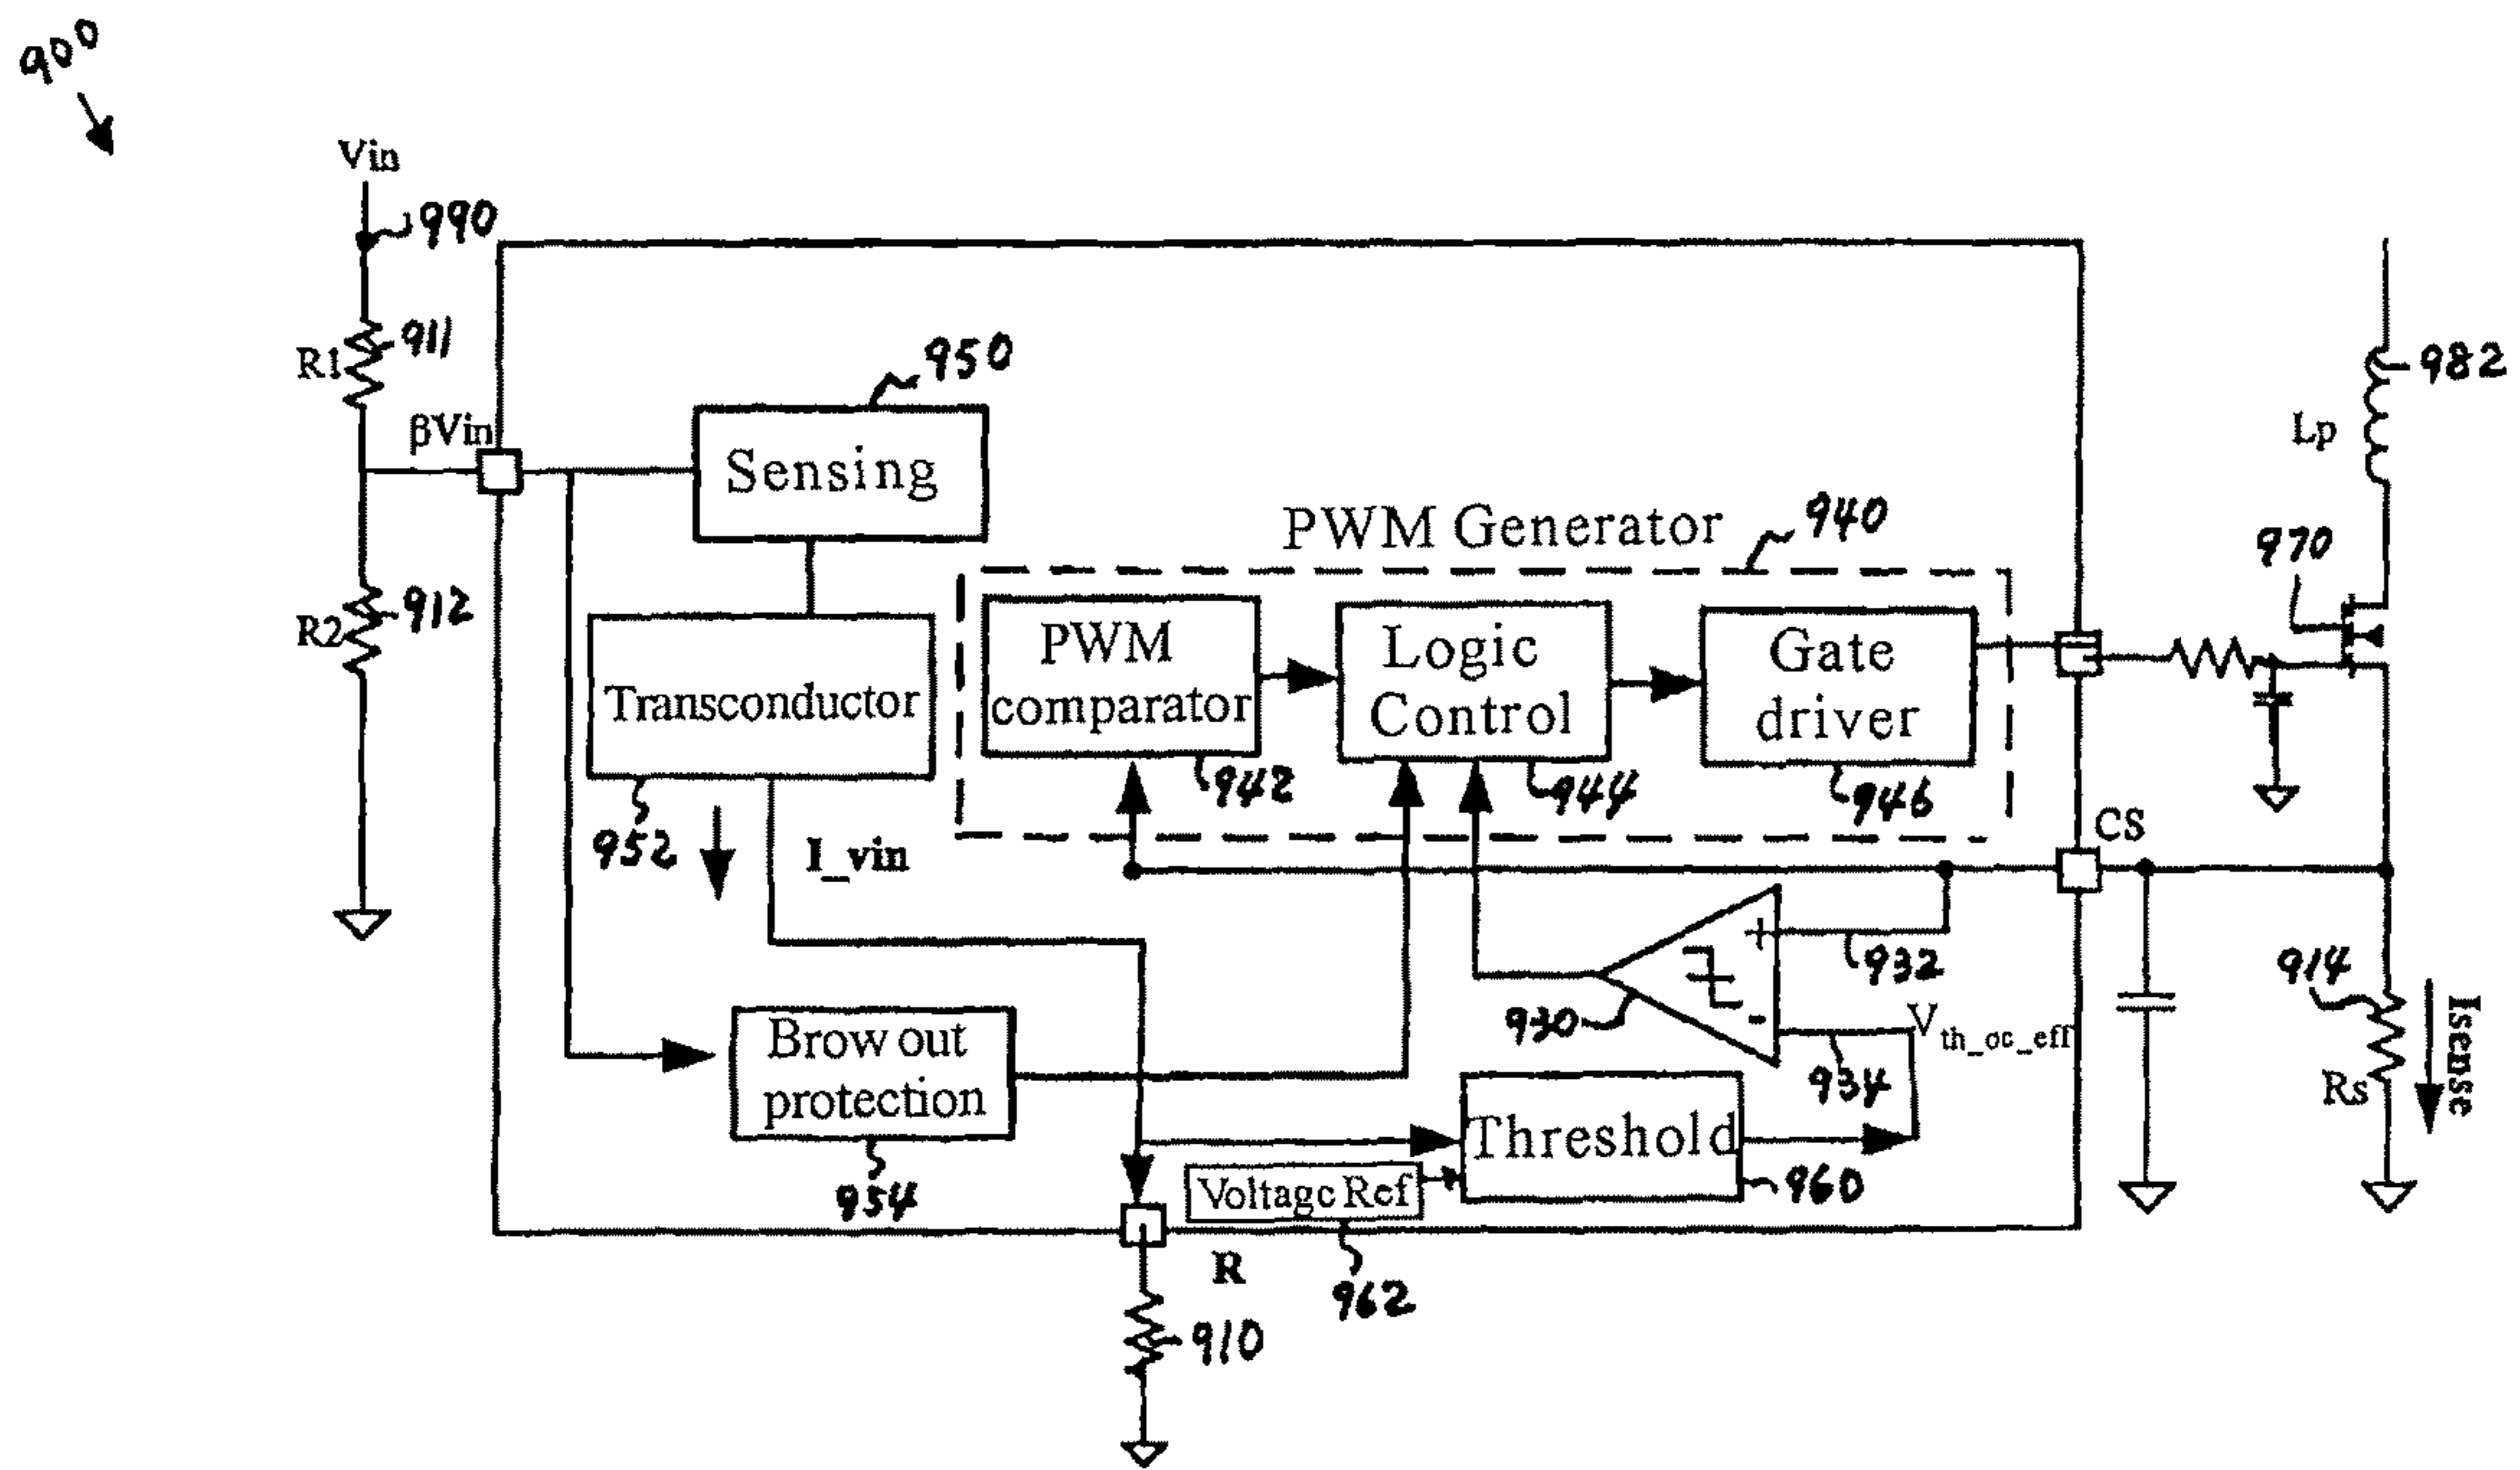 900
Vin
990
R1
911
βVin
950
Sensing
982
Lp
PWM Generator
940
970
R2
912
Transconductor
PWM
comparator
Logic
Control
Gate
driver
942
944
946
952
I_vin
CS
+
932
930
-
V th_oc_eff
934
914
Rs
Isense
Brow out
protection
954
Threshold
960
Voltage Ref
962
R
910